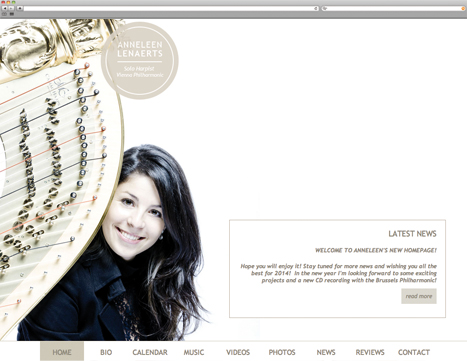 ANNELEEN
LENAERTS
Solo Harpist
Vienna Philharmonic
LATEST NEWS
WELCOME TO ANNELEEN'S NEW HOMEPAGE!
Hope you will enjoy it! Stay tuned for more news and wishing you all the
best for 2014! In the new year I'm looking forward to some exciting
projects and a new CD recording with the Brussels Philharmonic!
read more
HOME BIO CALENDAR MUSIC VIDEOS PHOTOS NEWS REVIEWS CONTACT